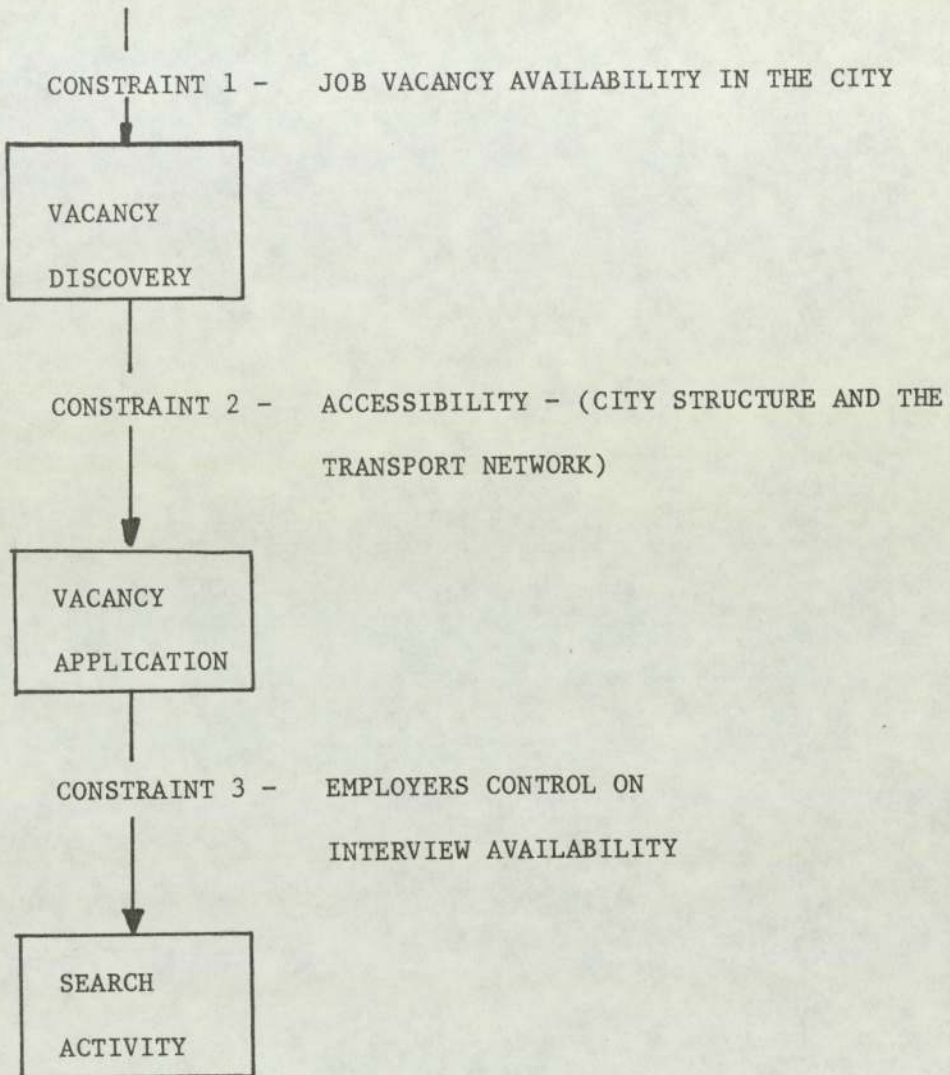 CONSTRAINT 1 - JOB VACANCY AVAILABILITY IN THE CITY
VACANCY
DISCOVERY
CONSTRAINT 2 - ACCESSIBILITY - (CITY STRUCTURE AND THE
TRANSPORT NETWORK)
VACANCY
APPLICATION
CONSTRAINT 3 - EMPLOYERS CONTROL ON
INTERVIEW AVAILABILITY
SEARCH
ACTIVITY